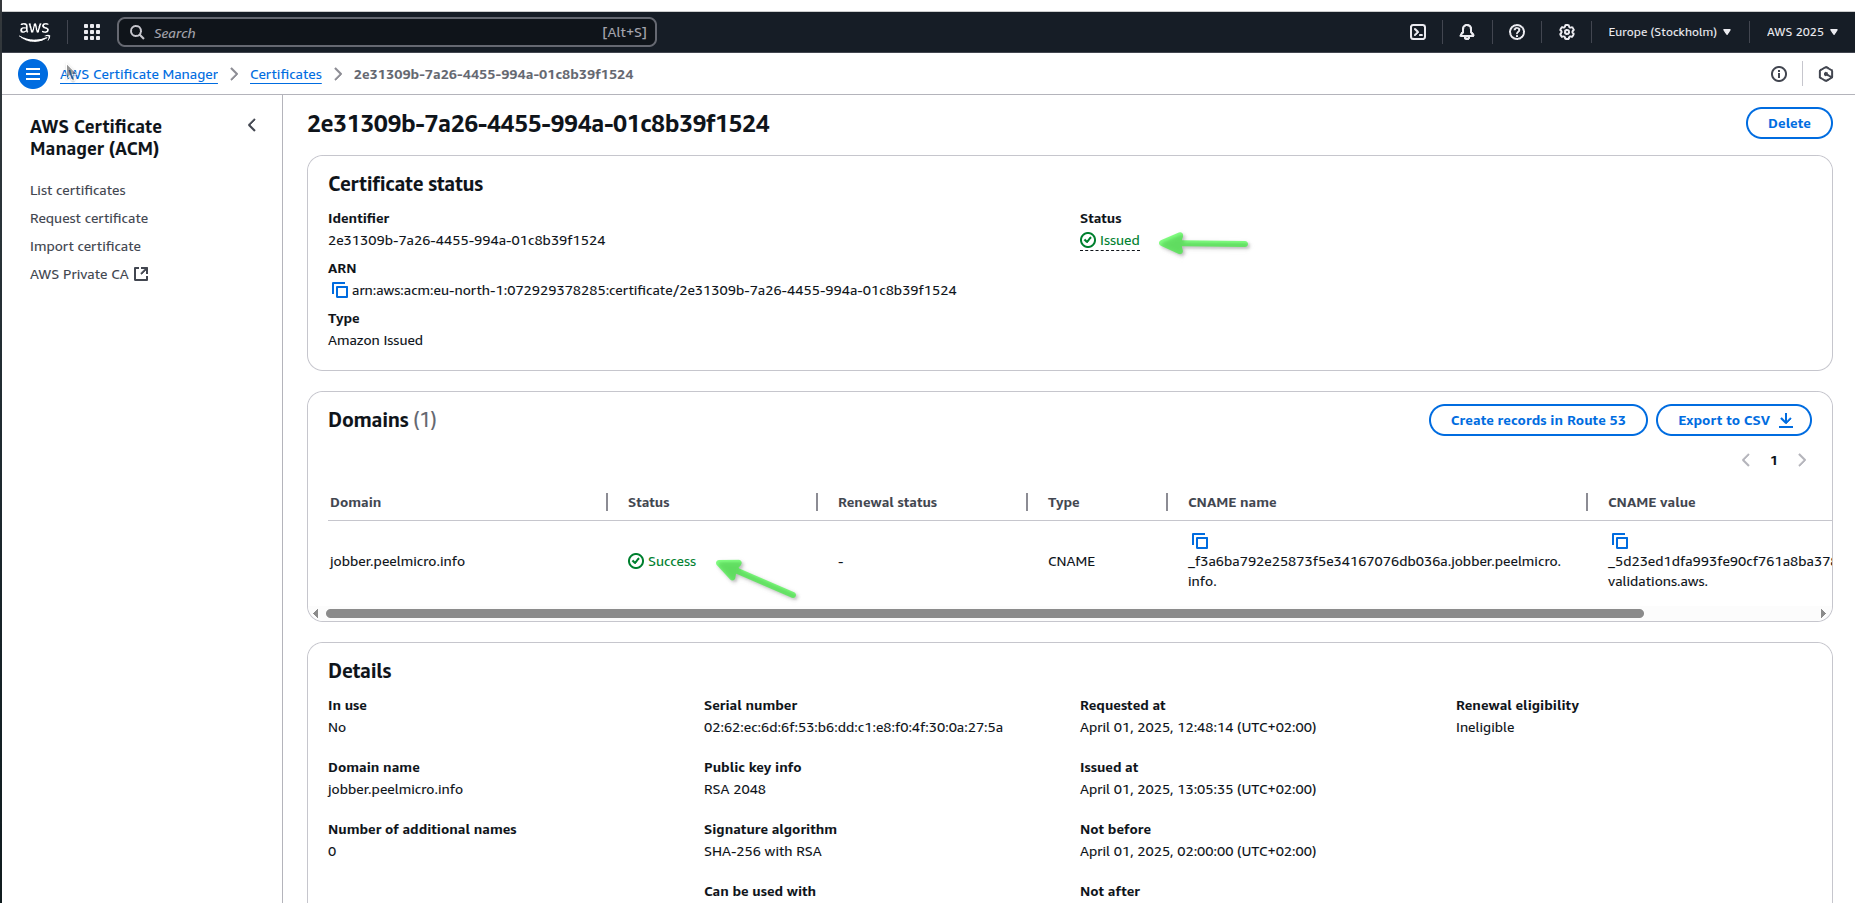 aws
Search
[Alt+S]
Europe (Stockholm)
AWS 2025
AWS Certificate Manager
Certificates
2e31309b-7a26-4455-994a-01c8b39f1524
AWS Certificate
Manager (ACM)
List certificates
Request certificate
Import certificate
AWS Private CA
2e31309b-7a26-4455-994a-01c8b39f1524
Delete
Certificate status
Identifier
2e31309b-7a26-4455-994a-01c8b39f1524
Status
Issued
ARN
arn:aws:acm:eu-north-1:072929378285:certificate/2e31309b-7a26-4455-994a-01c8b39f1524
Type
Amazon Issued
Domains (1)
Create records in Route 53
Export to CSV
1
Domain
Status
Renewal status
Type
CNAME name
CNAME value
jobber.peelmicro.info
Success
-
CNAME
_f3a6ba792e25873f5e34167076db036a.jobber.peelmicro.
info.
_5d23ed1dfa993fe90cf761a8ba37
validations.aws.
Details
In use
No
Serial number
02:62:ec:6d:6f:53:b6:dd:c1:e8:f0:4f:30:0a:27:5a
Requested at
April 01, 2025, 12:48:14 (UTC+02:00)
Renewal eligibility
Ineligible
Domain name
jobber.peelmicro.info
Public key info
RSA 2048
Issued at
April 01, 2025, 13:05:35 (UTC+02:00)
Number of additional names
0
Signature algorithm
SHA-256 with RSA
Not before
April 01, 2025, 02:00:00 (UTC+02:00)
Can be used with
Not after